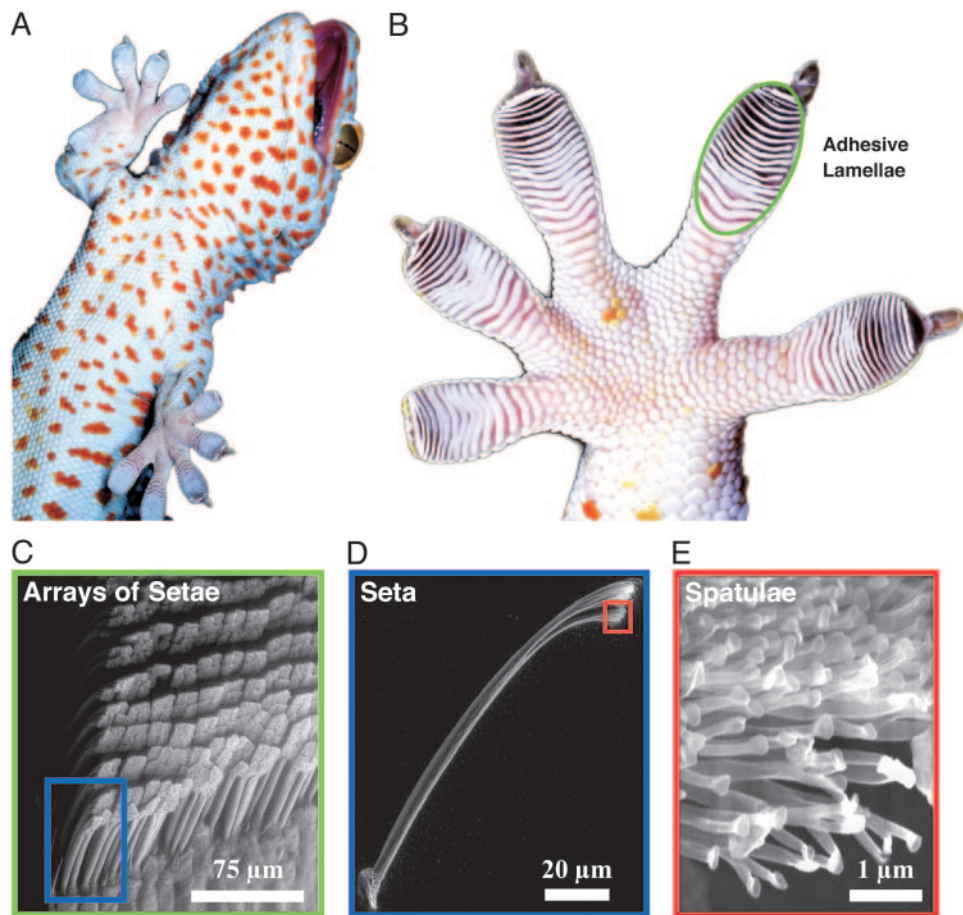 A
B
Adhesive
Lamellae
C
D
E
Arrays of Setae
Seta
Spatulae
75 µm
20 µm
1 µm